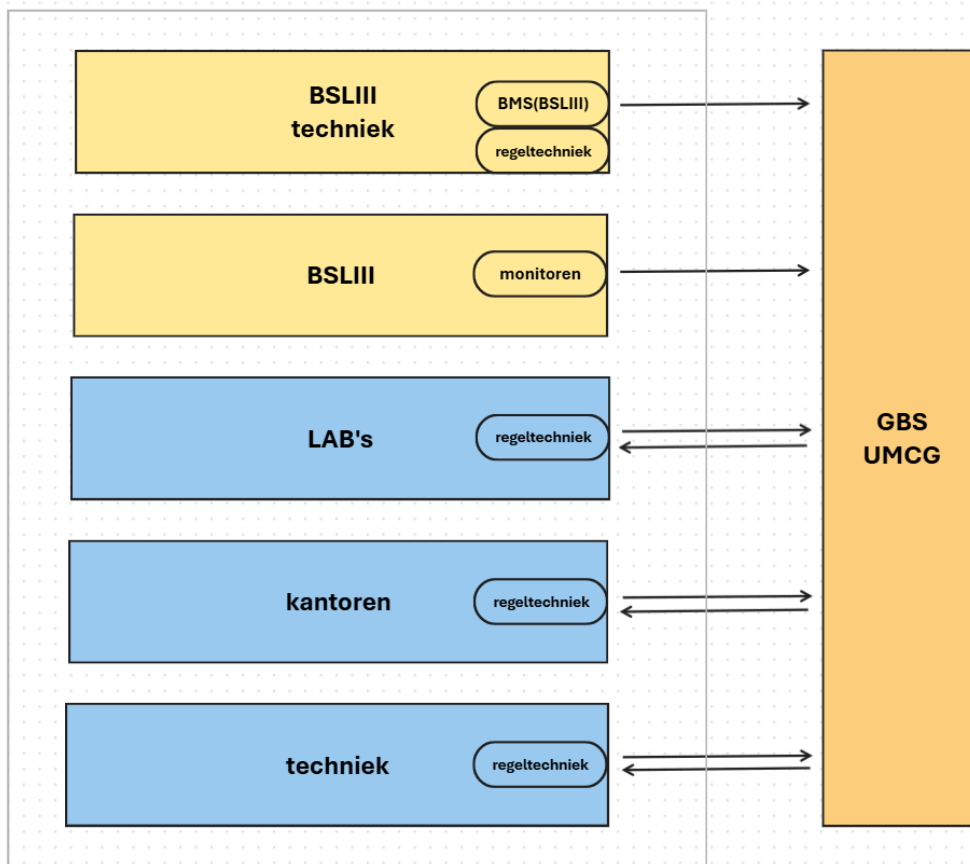 BSLIII
techniek
BMS(BSLIII)
regeltechniek
BSLIII
monitoren
LAB's
regeltechniek
kantoren
regeltechniek
techniek
regeltechniek
GBS
UMCG